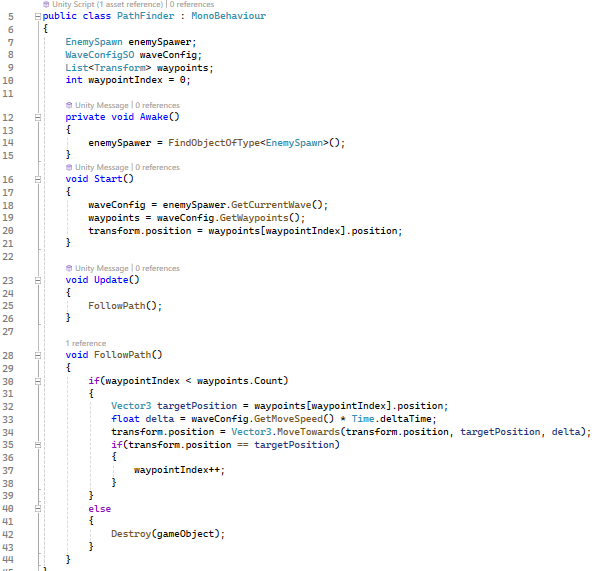 Unity Script (1 asset reference) | 0 references
5 public class PathFinder : MonoBehaviour
6 {
7 EnemySpawn enemySpawer;
8 WaveConfigSO waveConfig;
9 List<Transform> waypoints;
10 int waypointIndex = 0;
11
Unity Message | 0 references
12 private void Awake()
13 {
14 enemySpawer = FindObjectOfType<EnemySpawn>();
15 }
Unity Message | 0 references
16 void Start()
17 {
18 waveConfig = enemySpawer.GetCurrentWave();
19 waypoints = waveConfig.GetWaypoints();
20 transform.position = waypoints[waypointIndex].position;
21 }
22
Unity Message | 0 references
23 void Update()
24 {
25 FollowPath();
26 }
27
1 reference
28 void FollowPath()
29 {
30 if(waypointIndex < waypoints.Count)
31 {
32 Vector3 targetPosition = waypoints[waypointIndex].position;
33 float delta = waveConfig.GetMoveSpeed() * Time.deltaTime;
34 transform.position = Vector3.MoveTowards(transform.position, targetPosition, delta);
35 if(transform.position == targetPosition)
36 {
37 waypointIndex++;
38 }
39 }
40 else
41 {
42 Destroy(gameObject);
43 }
44 }